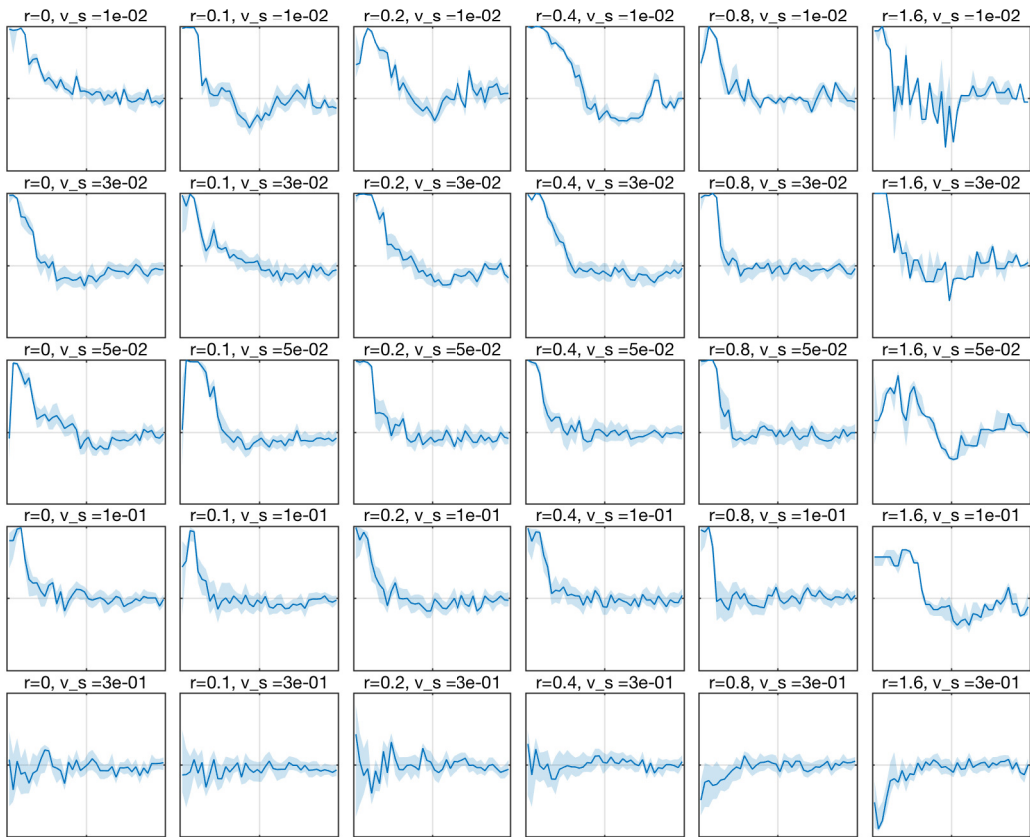 r=0, v_s =1e-02
r=0.1, v_s =1e-02
r=0.2, v_s =1e-02
r=0.4, v_s =1e-02
r=0.8, v_s =1e-02
r=1.6, v_s =1e-02
r=0, v_s =3e-02
r=0.1, v_s =3e-02
r=0.2, v_s =3e-02
r=0.4, v_s =3e-02
r=0.8, v_s =3e-02
r=1.6, v_s =3e-02
r=0, v_s =5e-02
r=0.1, v_s =5e-02
r=0.2, v_s =5e-02
r=0.4, v_s =5e-02
r=0.8, v_s =5e-02
r=1.6, v_s =5e-02
r=0, v_s =1e-01
r=0.1, v_s =1e-01
r=0.2, v_s =1e-01
r=0.4, v_s =1e-01
r=0.8, v_s =1e-01
r=1.6, v_s =1e-01
r=0, v_s =3e-01
r=0.1, v_s =3e-01
r=0.2, v_s =3e-01
r=0.4, v_s =3e-01
r=0.8, v_s =3e-01
r=1.6, v_s =3e-01